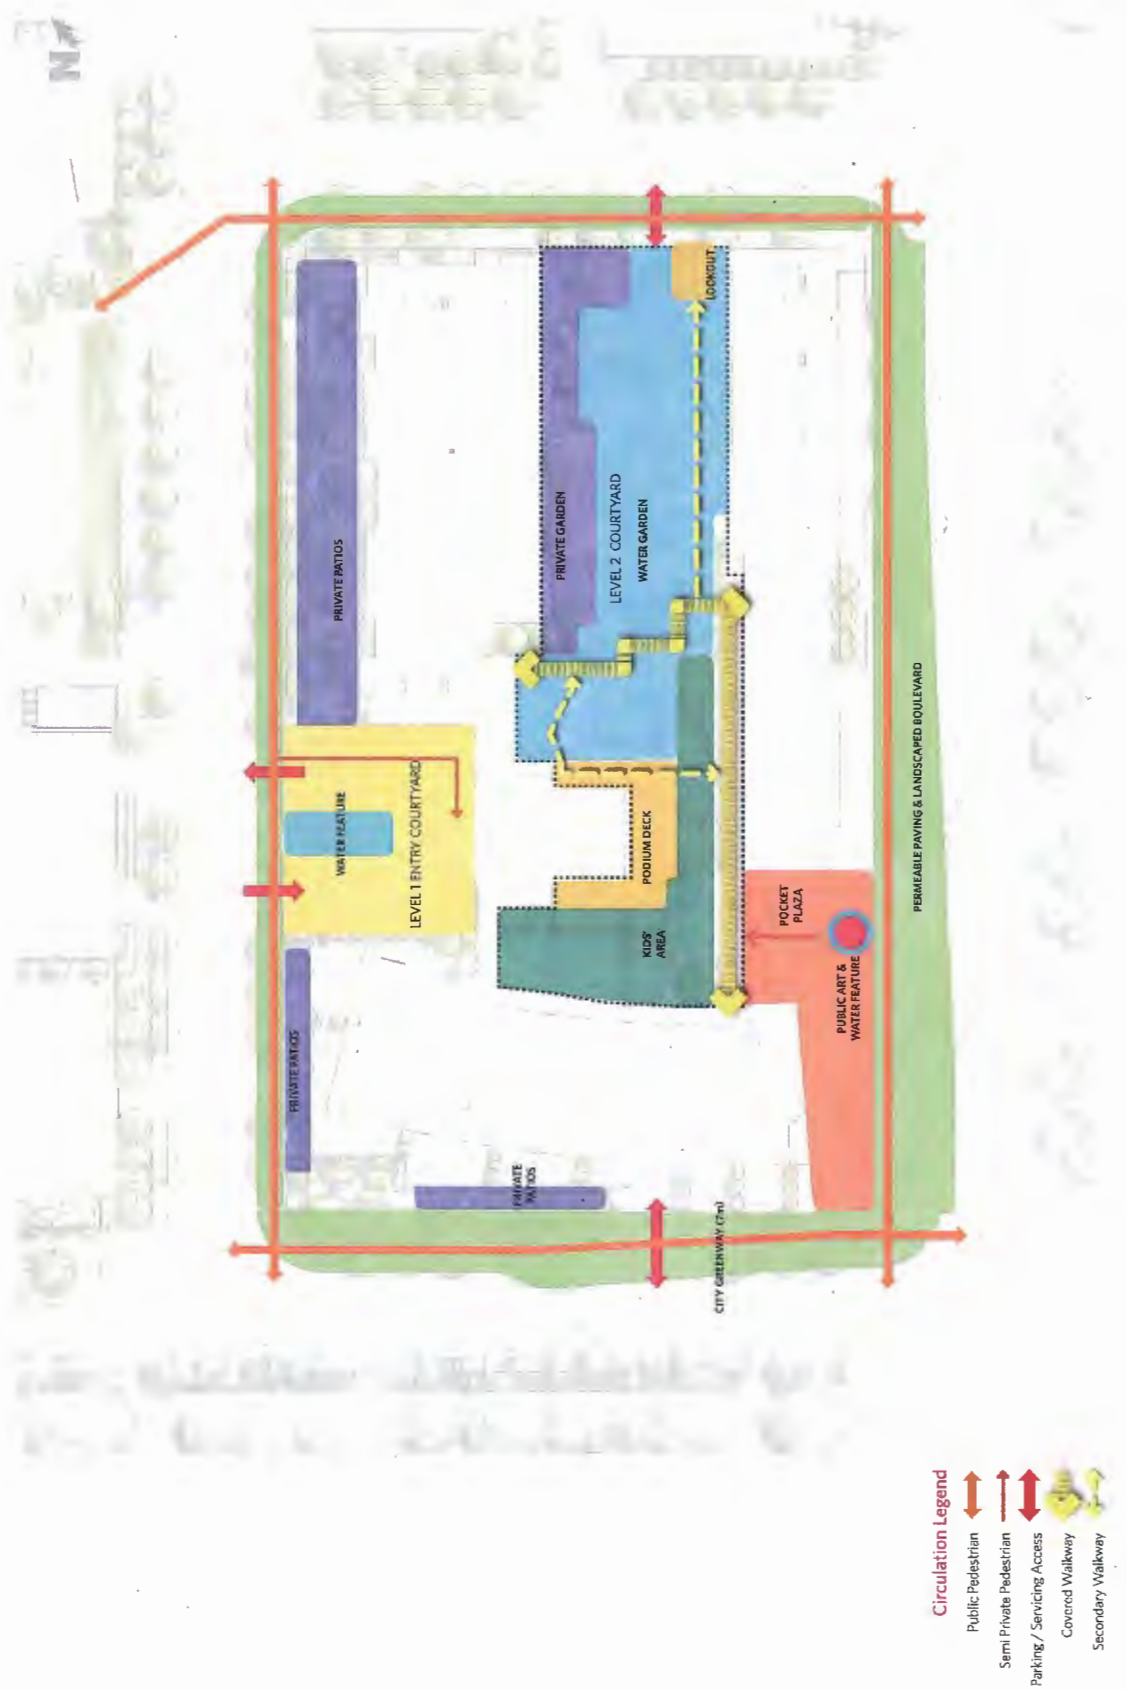 N
PRIVATE PATIOS
PRIVATE PATIOS
PRIVATE
PATIOS
WATER FEATURE
LEVEL 1 ENTRY COURTYARD
PRIVATE GARDEN
LEVEL 2 COURTYARD
WATER GARDEN
LOOKOUT
PODIUM DECK
KIDS'
AREA
POCKET
PLAZA
PUBLIC ART &
WATER FEATURE
CITY GREENWAY (7m)
PERMEABLE PAVING & LANDSCAPED BOULEVARD
Circulation Legend
Public Pedestrian
Semi Private Pedestrian
Parking / Servicing Access
Covered Walkway
Secondary Walkway